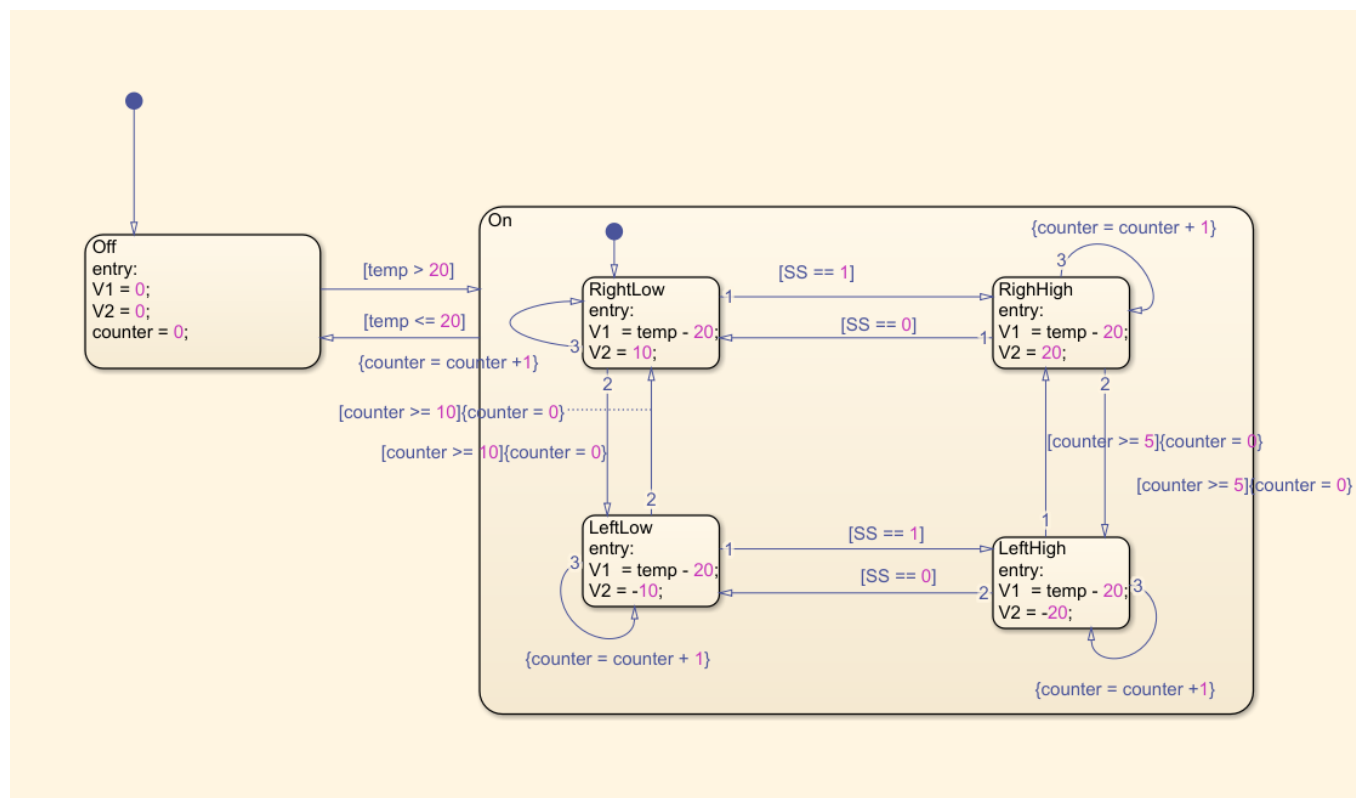 On
{counter = counter + 1}
Off
entry:
V1 = 0;
V2 = 0;
counter = 0;
[temp > 20]
[temp <= 20]
{counter = counter +1}
RightLow
entry:
V1  = temp - 20;
V2 = 10;
3
2
1
[SS == 1]
[SS == 0]
1
3
RighHigh
entry:
V1  = temp - 20;
V2 = 20;
2
[counter >= 10]{counter = 0}
[counter >= 10]{counter = 0}
[counter >= 5]{counter = 0}
[counter >= 5]{counter = 0}
2
1
LeftLow
entry:
V1  = temp - 20;
V2 = -10;
3
1
[SS == 1]
[SS == 0]
2
LeftHigh
entry:
V1  = temp - 20;
V2 = -20;
3
{counter = counter + 1}
{counter = counter +1}